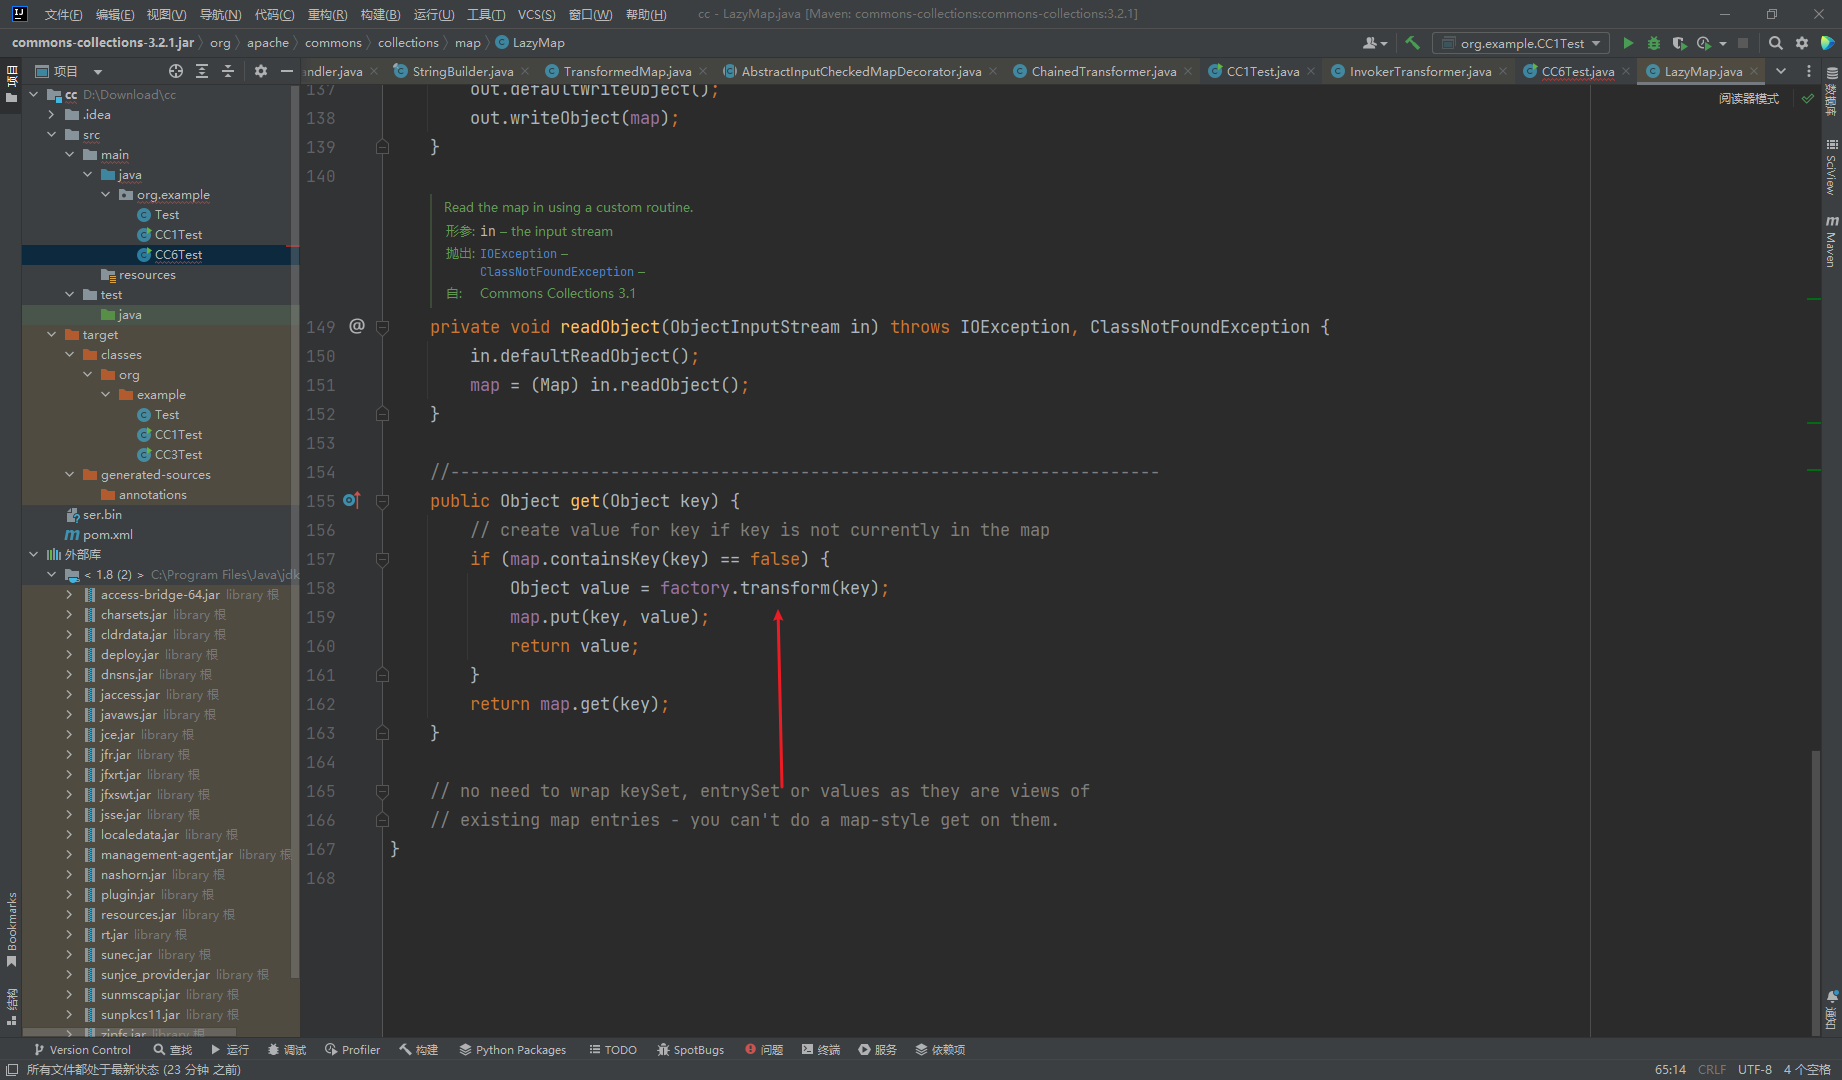 文件(F) 编辑(E) 视图(V) 导航(N) 代码(C) 重构(R) 构建(B) 运行(U) 工具(T) VCS(S) 窗口(W) 帮助(H) cc - LazyMap.java [Maven: commons-collections:commons-collections:3.2.1]
commons-collections-3.2.1.jar org apache commons collections map LazyMap
org.example.CC1Test
项目
andler.java StringBuilder.java TransformedMap.java AbstractInputCheckedMapDecorator.java ChainedTransformer.java CC1Test.java InvokerTransformer.java CC6Test.java LazyMap.java
阅读器模式
项目
cc D:\Download\cc
.idea
src
main
java
org.example
Test
CC1Test
CC6Test
resources
test
java
target
classes
org
example
Test
CC1Test
CC3Test
generated-sources
annotations
ser.bin
pom.xml
外部库
< 1.8 (2) > C:\Program Files\Java\jdk
access-bridge-64.jar library 根
charsets.jar library 根
cldrdata.jar library 根
deploy.jar library 根
dnsns.jar library 根
jaccess.jar library 根
javaws.jar library 根
jce.jar library 根
jfr.jar library 根
jfxrt.jar library 根
jfxswt.jar library 根
jsse.jar library 根
localedata.jar library 根
management-agent.jar library 根
nashorn.jar library 根
plugin.jar library 根
resources.jar library 根
rt.jar library 根
sunec.jar library 根
sunjce_provider.jar library 根
sunmscapi.jar library 根
sunpkcs11.jar library 根
zipfs.jar library 根
Bookmarks
结构
137 out.defaultWriteObject();
138 out.writeObject(map);
139 }
140
Read the map in using a custom routine.
形参: in – the input stream
抛出: IOException –
ClassNotFoundException –
自: Commons Collections 3.1
149 private void readObject(ObjectInputStream in) throws IOException, ClassNotFoundException {
150 in.defaultReadObject();
151 map = (Map) in.readObject();
152 }
153
154 //-----------------------------------------------------------------------
155 public Object get(Object key) {
156 // create value for key if key is not currently in the map
157 if (map.containsKey(key) == false) {
158 Object value = factory.transform(key);
159 map.put(key, value);
160 return value;
161 }
162 return map.get(key);
163 }
164
165 // no need to wrap keySet, entrySet or values as they are views of
166 // existing map entries - you can't do a map-style get on them.
167 }
168
数据库
SciView
Maven
通知
Version Control 查找 运行 调试 Profiler 构建 Python Packages TODO SpotBugs 问题 终端 服务 依赖项
所有文件都处于最新状态 (23 分钟 之前) 65:14 CRLF UTF-8 4 个空格